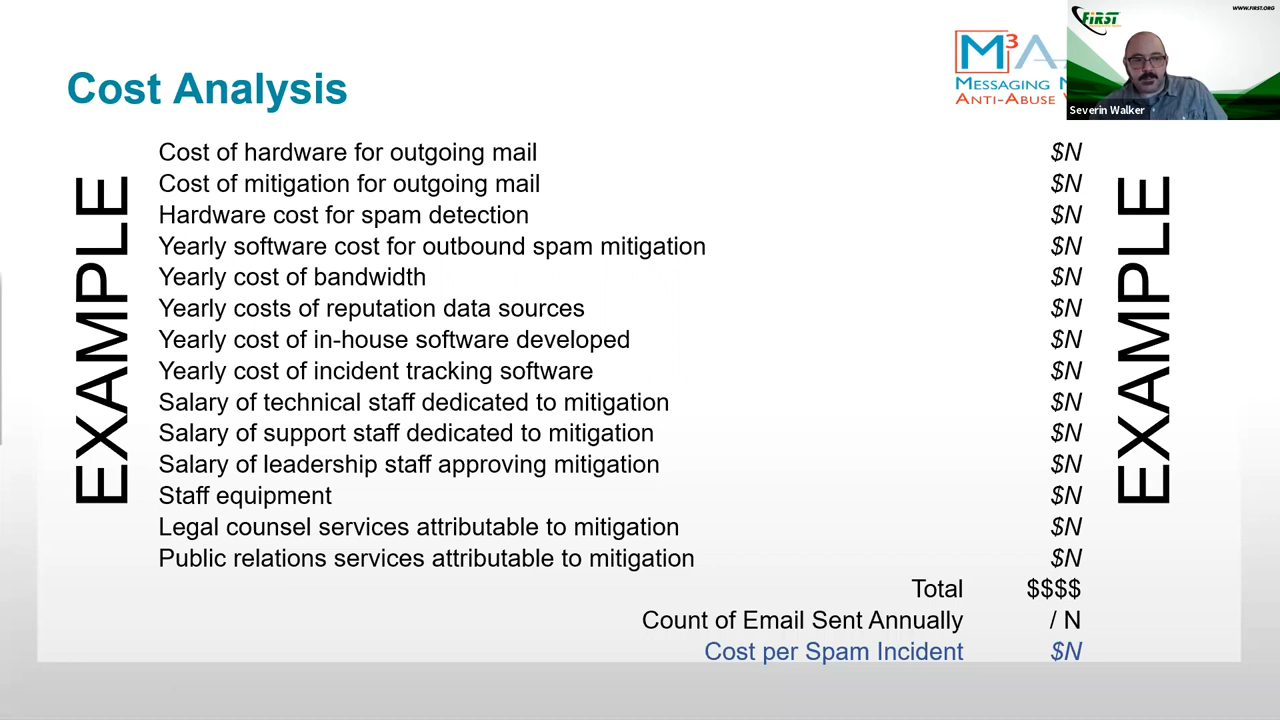 WWW.FIRST.ORG
FIRST
M3AA
MESSAGING
ANTI-ABUSE
Severin Walker
Cost Analysis
EXAMPLE
EXAMPLE
Cost of hardware for outgoing mail $N
Cost of mitigation for outgoing mail $N
Hardware cost for spam detection $N
Yearly software cost for outbound spam mitigation $N
Yearly cost of bandwidth $N
Yearly costs of reputation data sources $N
Yearly cost of in-house software developed $N
Yearly cost of incident tracking software $N
Salary of technical staff dedicated to mitigation $N
Salary of support staff dedicated to mitigation $N
Salary of leadership staff approving mitigation $N
Staff equipment $N
Legal counsel services attributable to mitigation $N
Public relations services attributable to mitigation $N
Total $$$$
Count of Email Sent Annually / N
Cost per Spam Incident $N